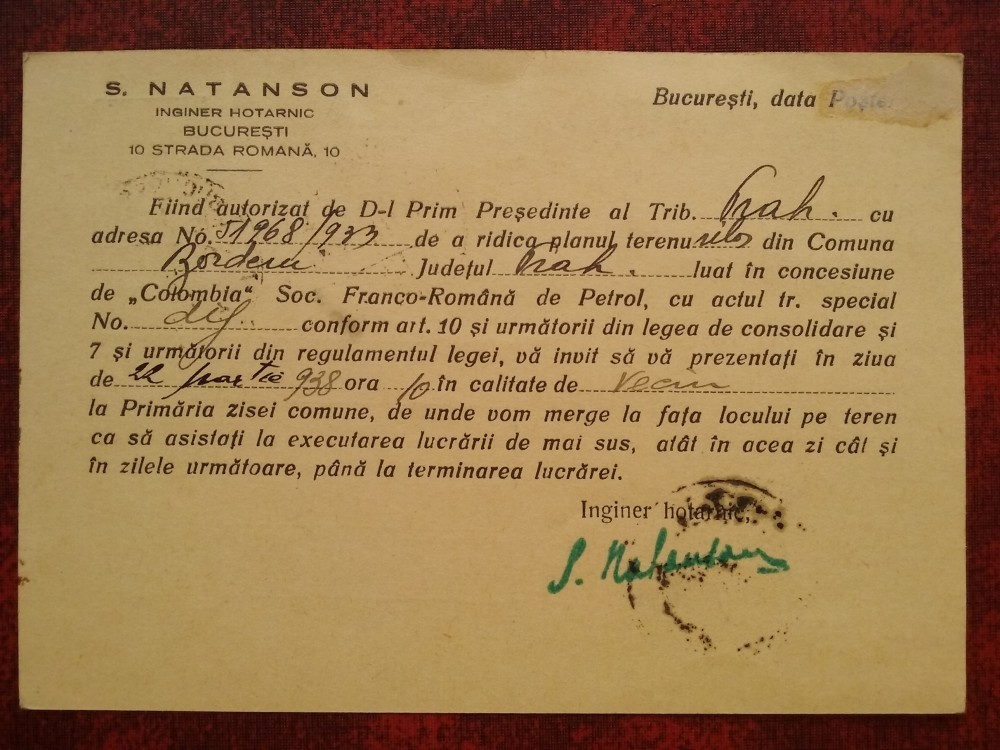 S. NATANSON
INGINER HOTARNIC
BUCUREȘTI
10 STRADA ROMANĂ, 10
București, data Poștei
Fiind autorizat de D-l Prim Președinte al Trib. Prah. cu
adresa No. 51968/933 de a ridica planul terenurilor din Comuna
Bordeni Județul Prah. luat în concesiune
de „Colombia“ Soc. Franco-Română de Petrol, cu actul tr. special
No. conform art. 10 și următorii din legea de consolidare și
7 și următorii din regulamentul legei, vă invit să vă prezentați în ziua
de 22 Martie 938 ora 10 în calitate de Vecin
la Primăria zisei comune, de unde vom merge la fața locului pe teren
ca să asistați la executarea lucrării de mai sus, atât în acea zi cât și
în zilele următoare, până la terminarea lucrărei.
Inginer hotarnic,
S. Natanson